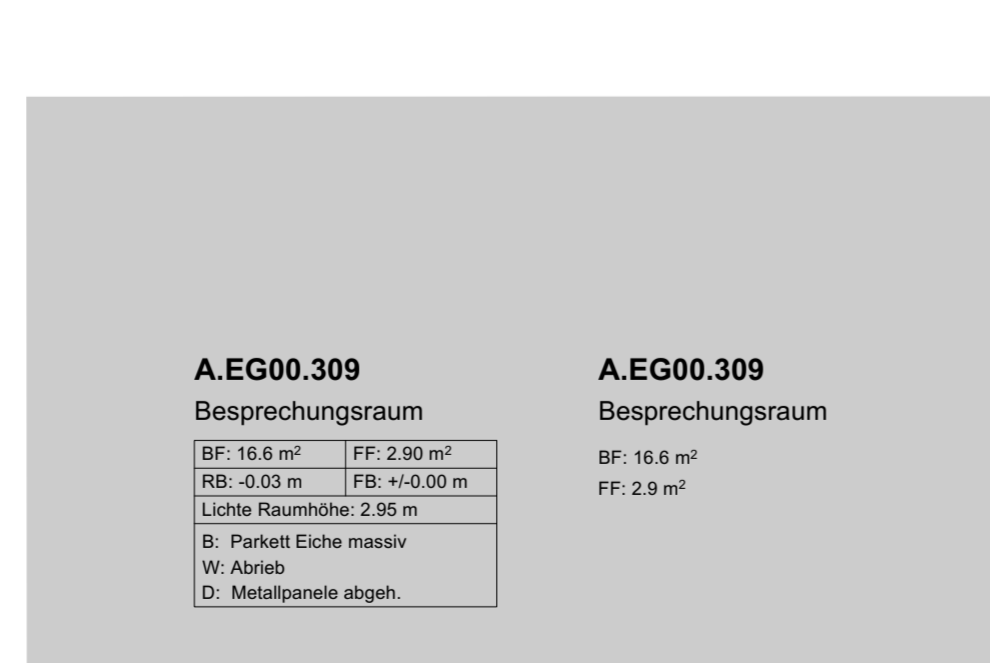 A.EG00.309
Besprechungsraum
BF: 16.6 m²
FF: 2.90 m²
RB: -0.03 m
FB: +/-0.00 m
Lichte Raumhöhe: 2.95 m
B: Parkett Eiche massiv
W: Abrieb
D: Metallpanele abgeh.
A.EG00.309
Besprechungsraum
BF: 16.6 m²
FF: 2.9 m²